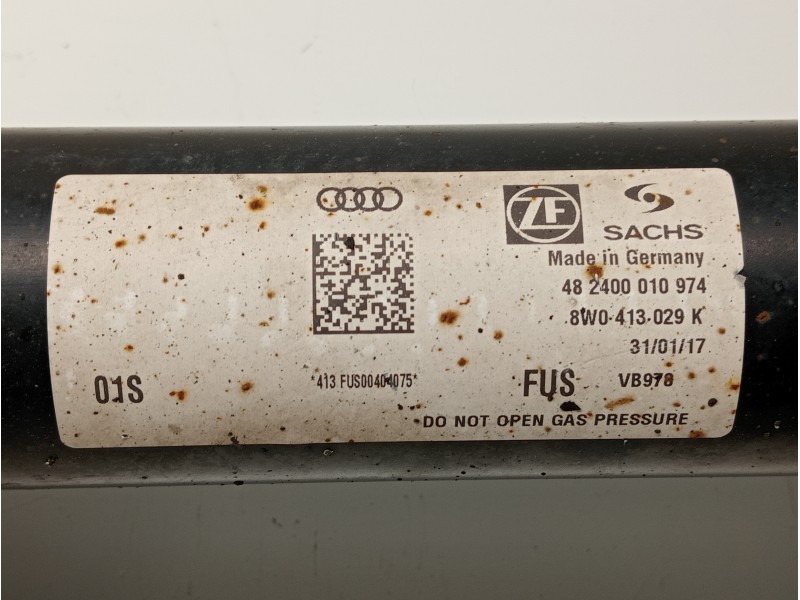 ZF
SACHS
Made in Germany
48 2400 010 974
8W0·413·029 K
31/01/17
01S
*413 FUS00404075*
FUS VB978
DO NOT OPEN GAS PRESSURE